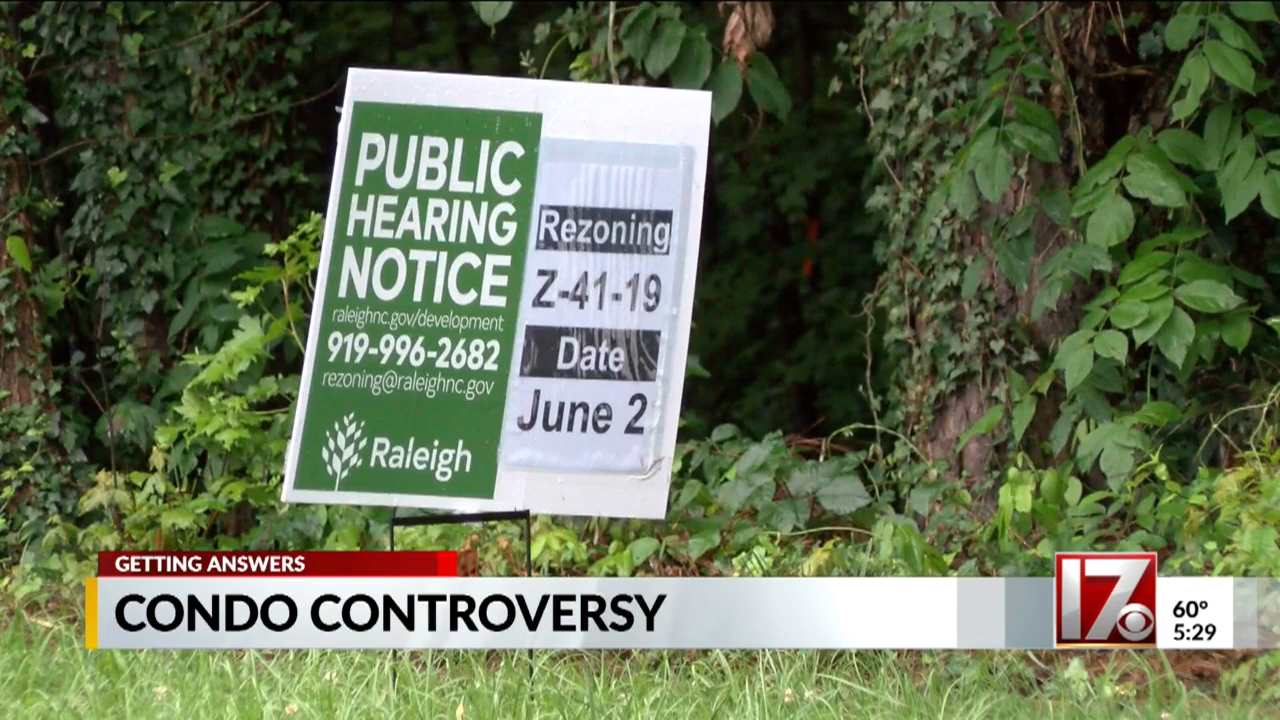 PUBLIC
HEARING
NOTICE
raleighnc.gov/development
919-996-2682
rezoning@raleighnc.gov
Raleigh
Rezoning
Z-41-19
Date
June 2
GETTING ANSWERS
CONDO CONTROVERSY
17
60°
5:29